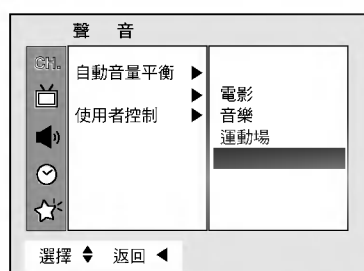 聲 音
CH.
自動音量平衡 ▶
▶
使用者控制 ▶
電影
音樂
運動場
選擇 ◆ 返回 ◀